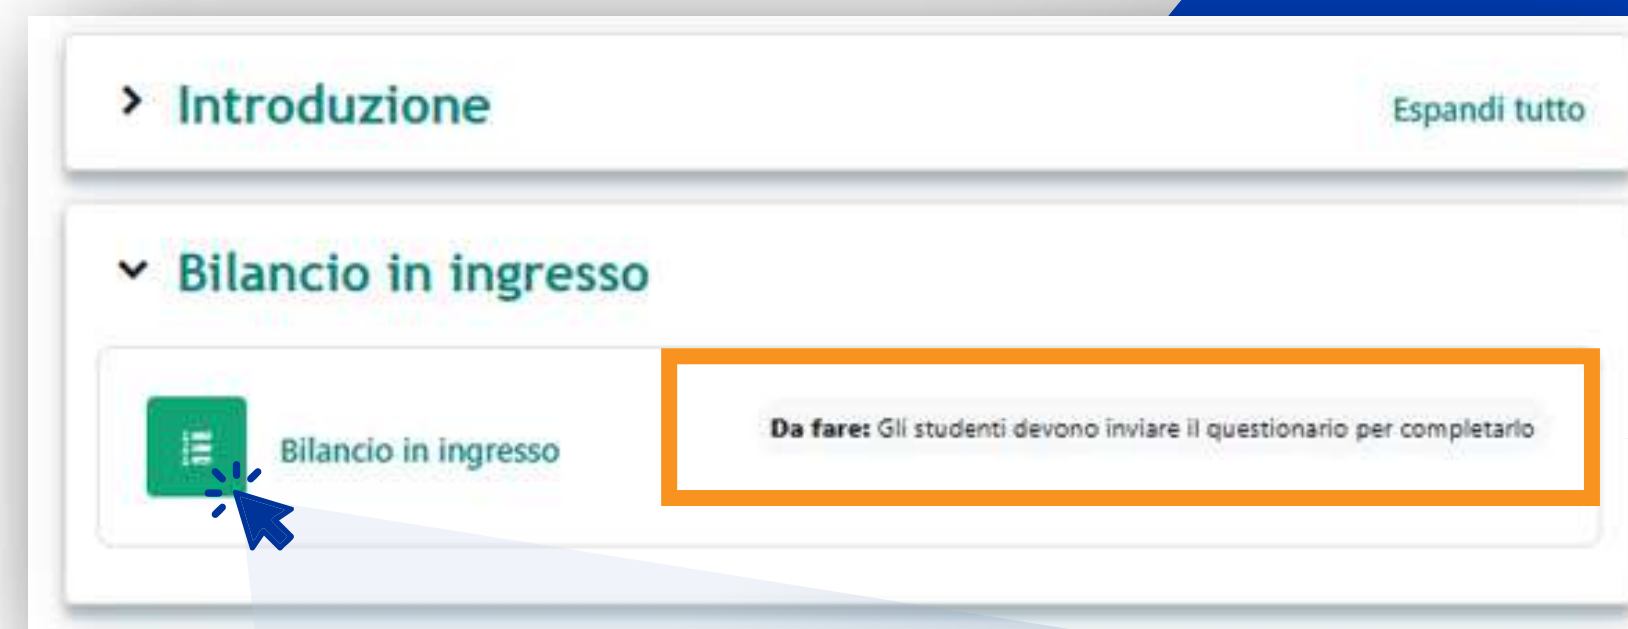 Introduzione
Espandi tutto
Bilancio in ingresso
Bilancio in ingresso
Da fare: Gli studenti devono inviare il questionario per completarlo